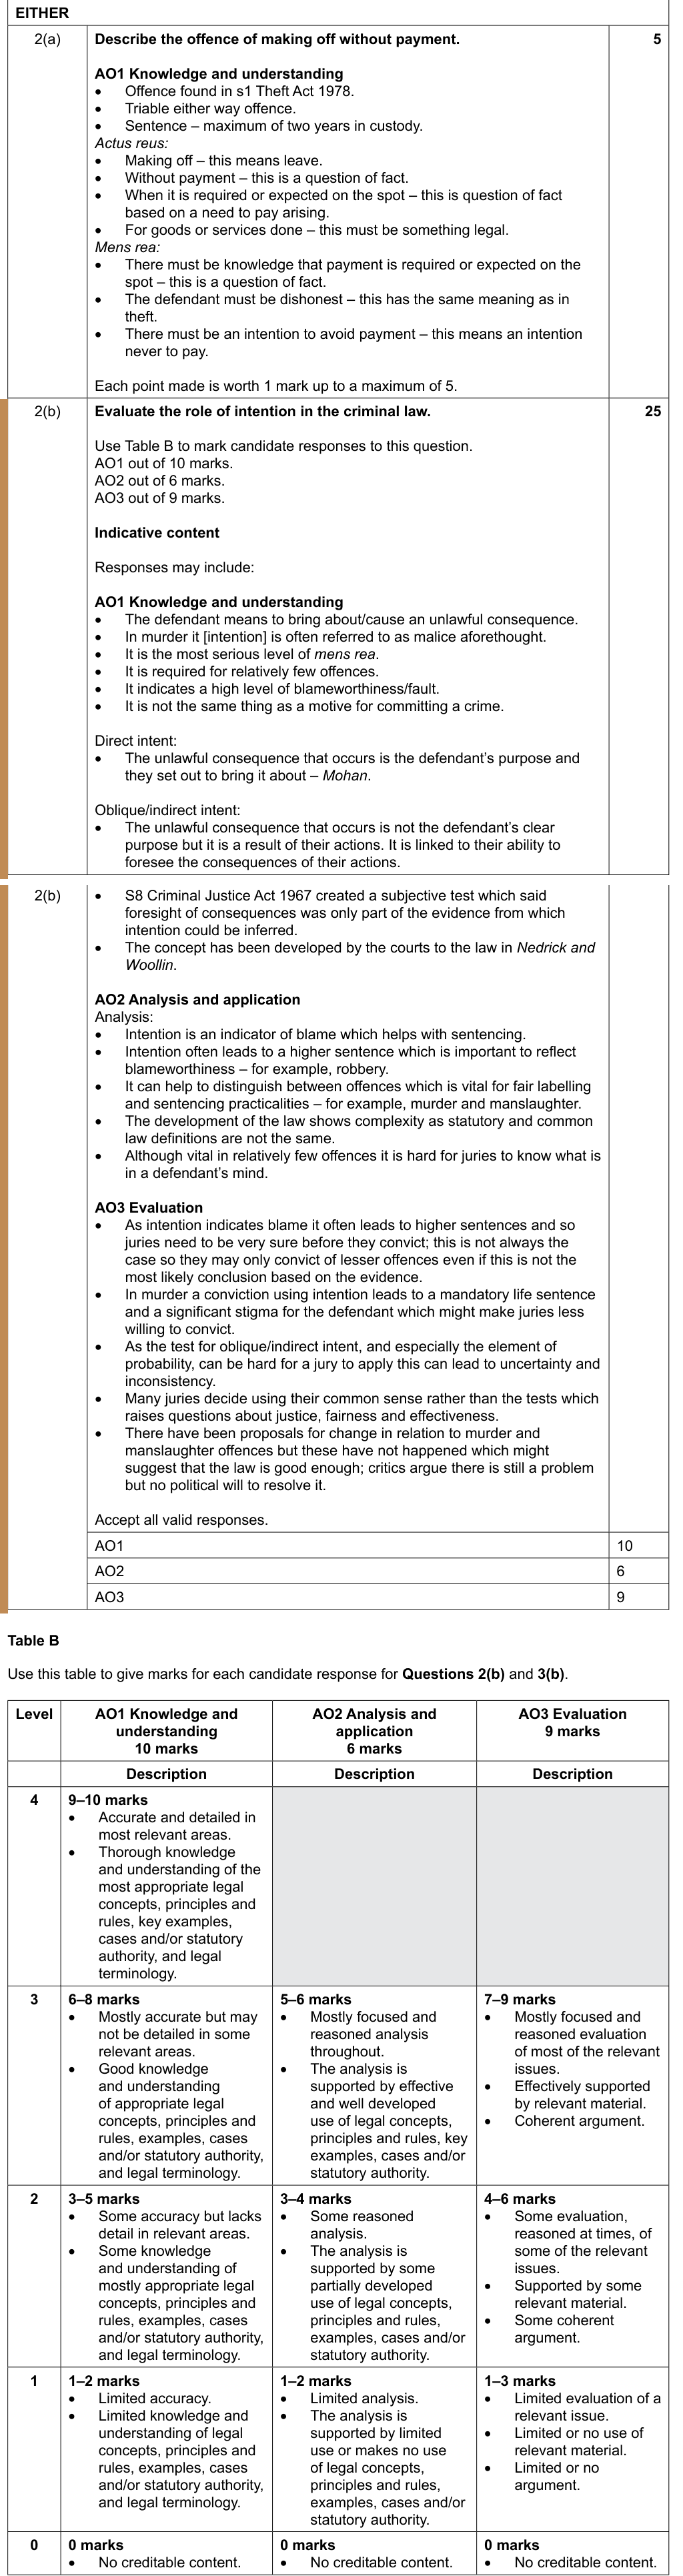 EITHER
2(a)
Describe the offence of making off without payment.
5
AO1 Knowledge and understanding
• Offence found in s1 Theft Act 1978.
• Triable either way offence.
• Sentence – maximum of two years in custody.
Actus reus:
• Making off – this means leave.
• Without payment – this is a question of fact.
• When it is required or expected on the spot – this is question of fact
based on a need to pay arising.
• For goods or services done – this must be something legal.
Mens rea:
• There must be knowledge that payment is required or expected on the
spot – this is a question of fact.
• The defendant must be dishonest – this has the same meaning as in
theft.
• There must be an intention to avoid payment – this means an intention
never to pay.
Each point made is worth 1 mark up to a maximum of 5.
2(b)
Evaluate the role of intention in the criminal law.
25
Use Table B to mark candidate responses to this question.
AO1 out of 10 marks.
AO2 out of 6 marks.
AO3 out of 9 marks.
Indicative content
Responses may include:
AO1 Knowledge and understanding
• The defendant means to bring about/cause an unlawful consequence.
• In murder it [intention] is often referred to as malice aforethought.
• It is the most serious level of mens rea.
• It is required for relatively few offences.
• It indicates a high level of blameworthiness/fault.
• It is not the same thing as a motive for committing a crime.
Direct intent:
• The unlawful consequence that occurs is the defendant's purpose and
they set out to bring it about – Mohan.
Oblique/indirect intent:
• The unlawful consequence that occurs is not the defendant's clear
purpose but it is a result of their actions. It is linked to their ability to
foresee the consequences of their actions.
2(b)
• S8 Criminal Justice Act 1967 created a subjective test which said
foresight of consequences was only part of the evidence from which
intention could be inferred.
• The concept has been developed by the courts to the law in Nedrick and
Woollin.
AO2 Analysis and application
Analysis:
• Intention is an indicator of blame which helps with sentencing.
• Intention often leads to a higher sentence which is important to reflect
blameworthiness – for example, robbery.
• It can help to distinguish between offences which is vital for fair labelling
and sentencing practicalities – for example, murder and manslaughter.
• The development of the law shows complexity as statutory and common
law definitions are not the same.
• Although vital in relatively few offences it is hard for juries to know what is
in a defendant's mind.
AO3 Evaluation
• As intention indicates blame it often leads to higher sentences and so
juries need to be very sure before they convict; this is not always the
case so they may only convict of lesser offences even if this is not the
most likely conclusion based on the evidence.
• In murder a conviction using intention leads to a mandatory life sentence
and a significant stigma for the defendant which might make juries less
willing to convict.
• As the test for oblique/indirect intent, and especially the element of
probability, can be hard for a jury to apply this can lead to uncertainty and
inconsistency.
• Many juries decide using their common sense rather than the tests which
raises questions about justice, fairness and effectiveness.
• There have been proposals for change in relation to murder and
manslaughter offences but these have not happened which might
suggest that the law is good enough; critics argue there is still a problem
but no political will to resolve it.
Accept all valid responses.
AO1 10
AO2 6
AO3 9
Table B
Use this table to give marks for each candidate response for Questions 2(b) and 3(b).
Level
AO1 Knowledge and
understanding
10 marks
AO2 Analysis and
application
6 marks
AO3 Evaluation
9 marks
Description
Description
Description
4
9–10 marks
• Accurate and detailed in
most relevant areas.
• Thorough knowledge
and understanding of the
most appropriate legal
concepts, principles and
rules, key examples,
cases and/or statutory
authority, and legal
terminology.
3
6–8 marks
• Mostly accurate but may
not be detailed in some
relevant areas.
• Good knowledge
and understanding
of appropriate legal
concepts, principles and
rules, examples, cases
and/or statutory authority,
and legal terminology.
5–6 marks
• Mostly focused and
reasoned analysis
throughout.
• The analysis is
supported by effective
and well developed
use of legal concepts,
principles and rules, key
examples, cases and/or
statutory authority.
7–9 marks
• Mostly focused and
reasoned evaluation
of most of the relevant
issues.
• Effectively supported
by relevant material.
• Coherent argument.
2
3–5 marks
• Some accuracy but lacks
detail in relevant areas.
• Some knowledge
and understanding of
mostly appropriate legal
concepts, principles and
rules, examples, cases
and/or statutory authority,
and legal terminology.
3–4 marks
• Some reasoned
analysis.
• The analysis is
supported by some
partially developed
use of legal concepts,
principles and rules,
examples, cases and/or
statutory authority.
4–6 marks
• Some evaluation,
reasoned at times, of
some of the relevant
issues.
• Supported by some
relevant material.
• Some coherent
argument.
1
1–2 marks
• Limited accuracy.
• Limited knowledge and
understanding of legal
concepts, principles and
rules, examples, cases
and/or statutory authority,
and legal terminology.
1–2 marks
• Limited analysis.
• The analysis is
supported by limited
use or makes no use
of legal concepts,
principles and rules,
examples, cases and/or
statutory authority.
1–3 marks
• Limited evaluation of a
relevant issue.
• Limited or no use of
relevant material.
• Limited or no
argument.
0
0 marks
• No creditable content.
0 marks
• No creditable content.
0 marks
• No creditable content.